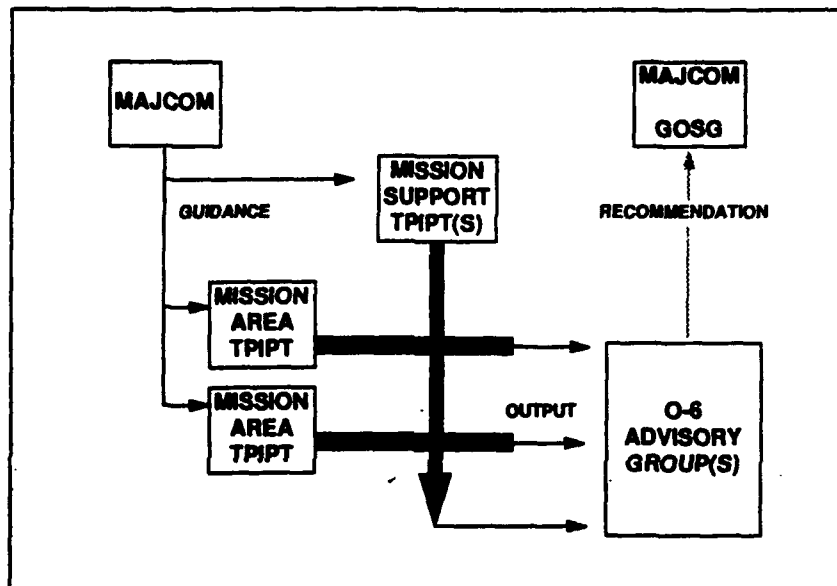 MAJCOM
MAJCOM
GOSG
MISSION
SUPPORT
TPIPT(S)
GUIDANCE
RECOMMENDATION
MISSION
AREA
TPIPT
MISSION
AREA
TPIPT
OUTPUT
O-6
ADVISORY
GROUP(S)